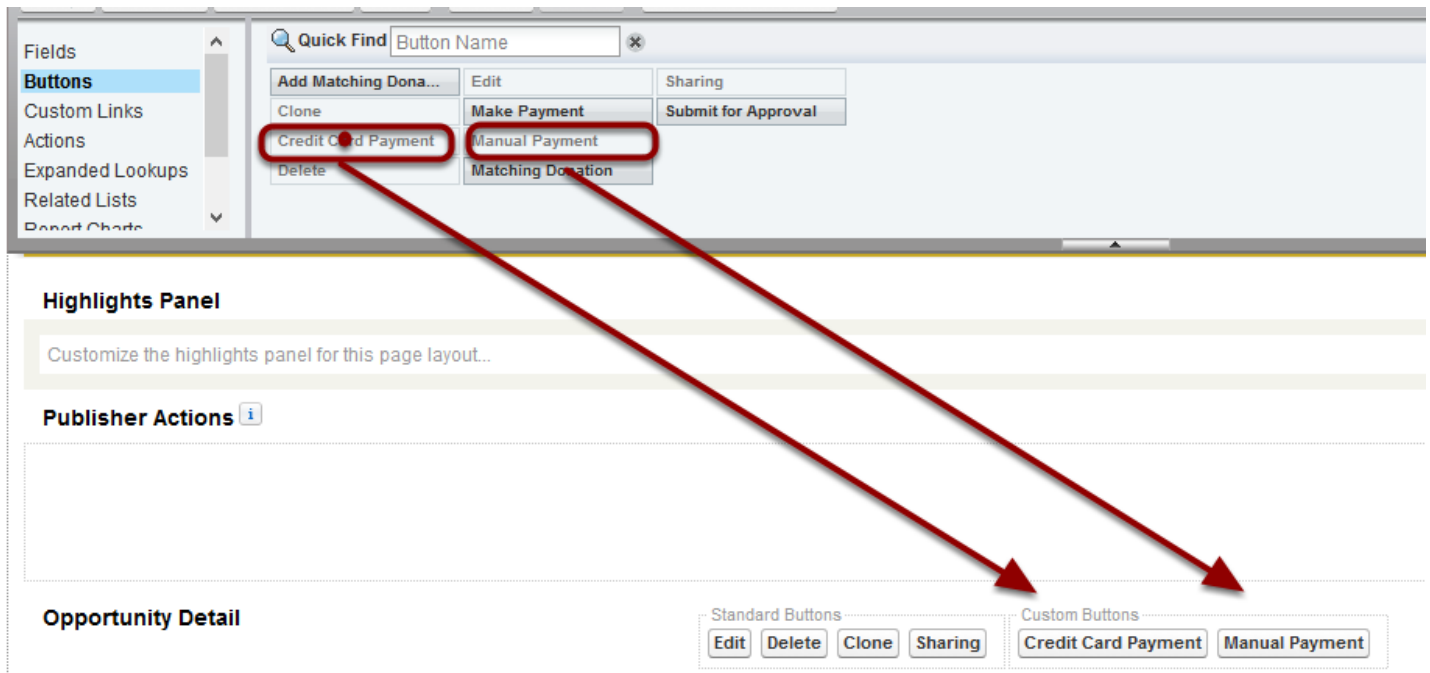 Fields
Buttons
Custom Links
Actions
Expanded Lookups
Related Lists
Report Charts
Quick Find Button Name
Add Matching Dona... Edit Sharing
Clone Make Payment Submit for Approval
Credit Card Payment Manual Payment
Delete Matching Donation
Highlights Panel
Customize the highlights panel for this page layout...
Publisher Actions i
Opportunity Detail
Standard Buttons Custom Buttons
Edit Delete Clone Sharing Credit Card Payment Manual Payment